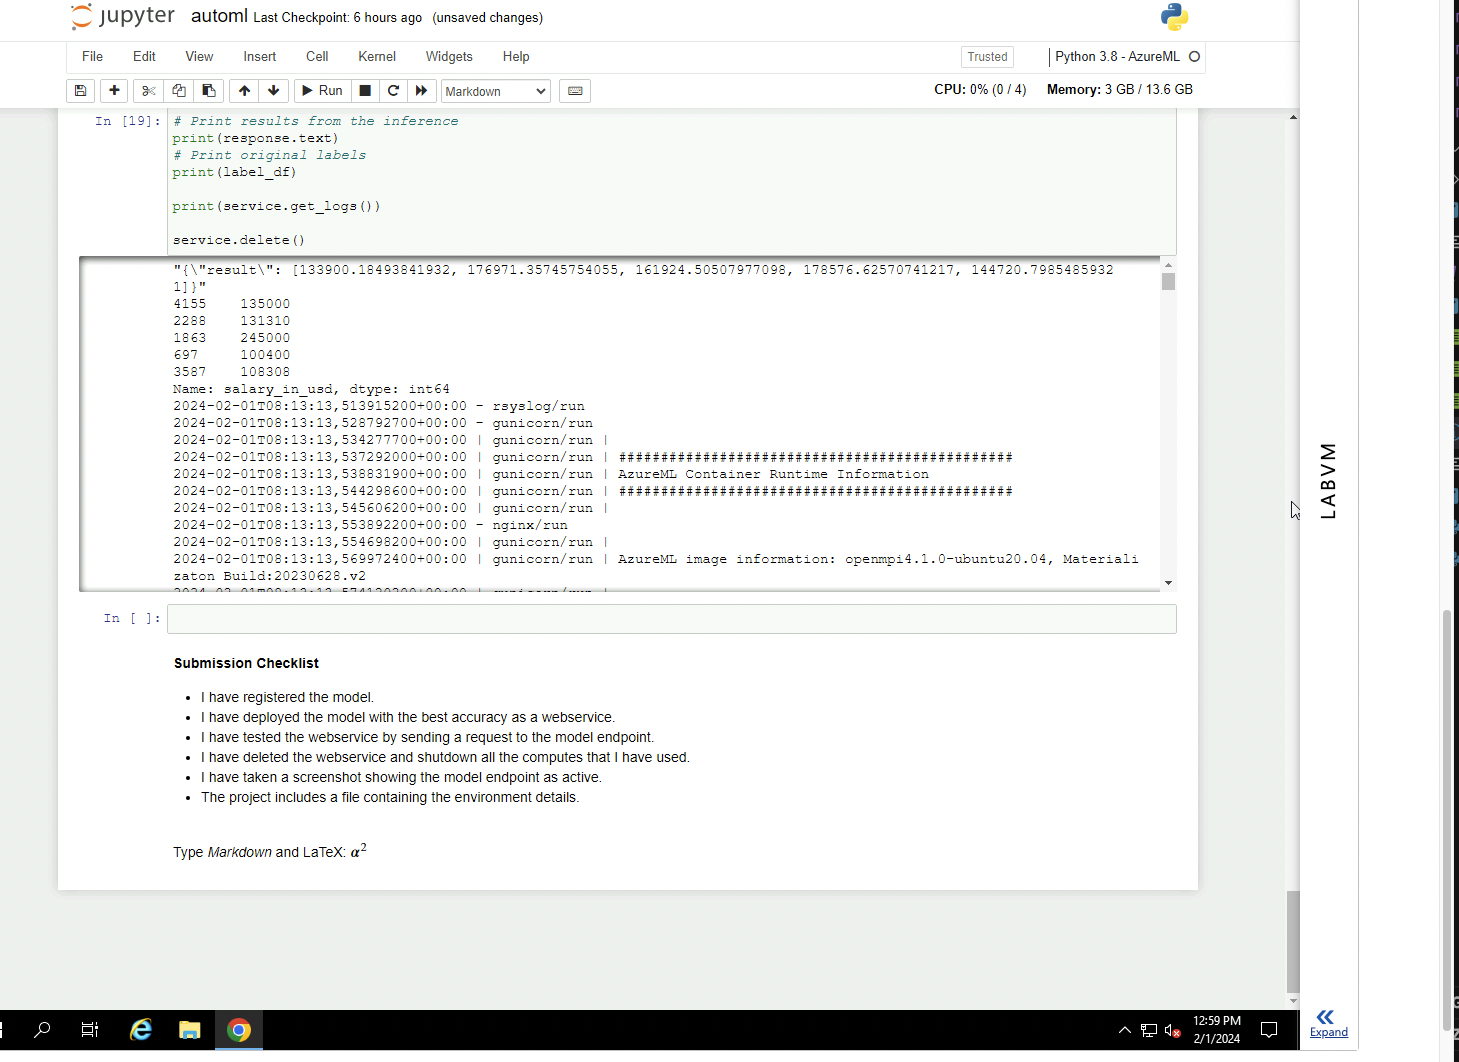 jupyter automl Last Checkpoint: 6 hours ago (unsaved changes)
File Edit View Insert Cell Kernel Widgets Help Trusted Python 3.8 - AzureML
Run Markdown CPU: 0% (0 / 4) Memory: 3 GB / 13.6 GB
In [19]: # Print results from the inference
print(response.text)
# Print original labels
print(label_df)
print(service.get_logs())
service.delete()
"{\"result\": [133900.18493841932, 176971.35745754055, 161924.50507977098, 178576.62570741217, 144720.7985485932
1]}"
4155 135000
2288 131310
1863 245000
697 100400
3587 108308
Name: salary_in_usd, dtype: int64
2024-02-01T08:13:13,513915200+00:00 - rsyslog/run
2024-02-01T08:13:13,528792700+00:00 - gunicorn/run
2024-02-01T08:13:13,534277700+00:00 | gunicorn/run |
2024-02-01T08:13:13,537292000+00:00 | gunicorn/run | ###############################################
2024-02-01T08:13:13,538831900+00:00 | gunicorn/run | AzureML Container Runtime Information
2024-02-01T08:13:13,544298600+00:00 | gunicorn/run | ###############################################
2024-02-01T08:13:13,545606200+00:00 | gunicorn/run |
2024-02-01T08:13:13,553892200+00:00 - nginx/run
2024-02-01T08:13:13,554698200+00:00 | gunicorn/run |
2024-02-01T08:13:13,569972400+00:00 | gunicorn/run | AzureML image information: openmpi4.1.0-ubuntu20.04, Materiali
zaton Build:20230628.v2
In [ ]:
Submission Checklist
• I have registered the model.
• I have deployed the model with the best accuracy as a webservice.
• I have tested the webservice by sending a request to the model endpoint.
• I have deleted the webservice and shutdown all the computes that I have used.
• I have taken a screenshot showing the model endpoint as active.
• The project includes a file containing the environment details.
Type Markdown and LaTeX: α²
LABVM
12:59 PM
2/1/2024
Expand